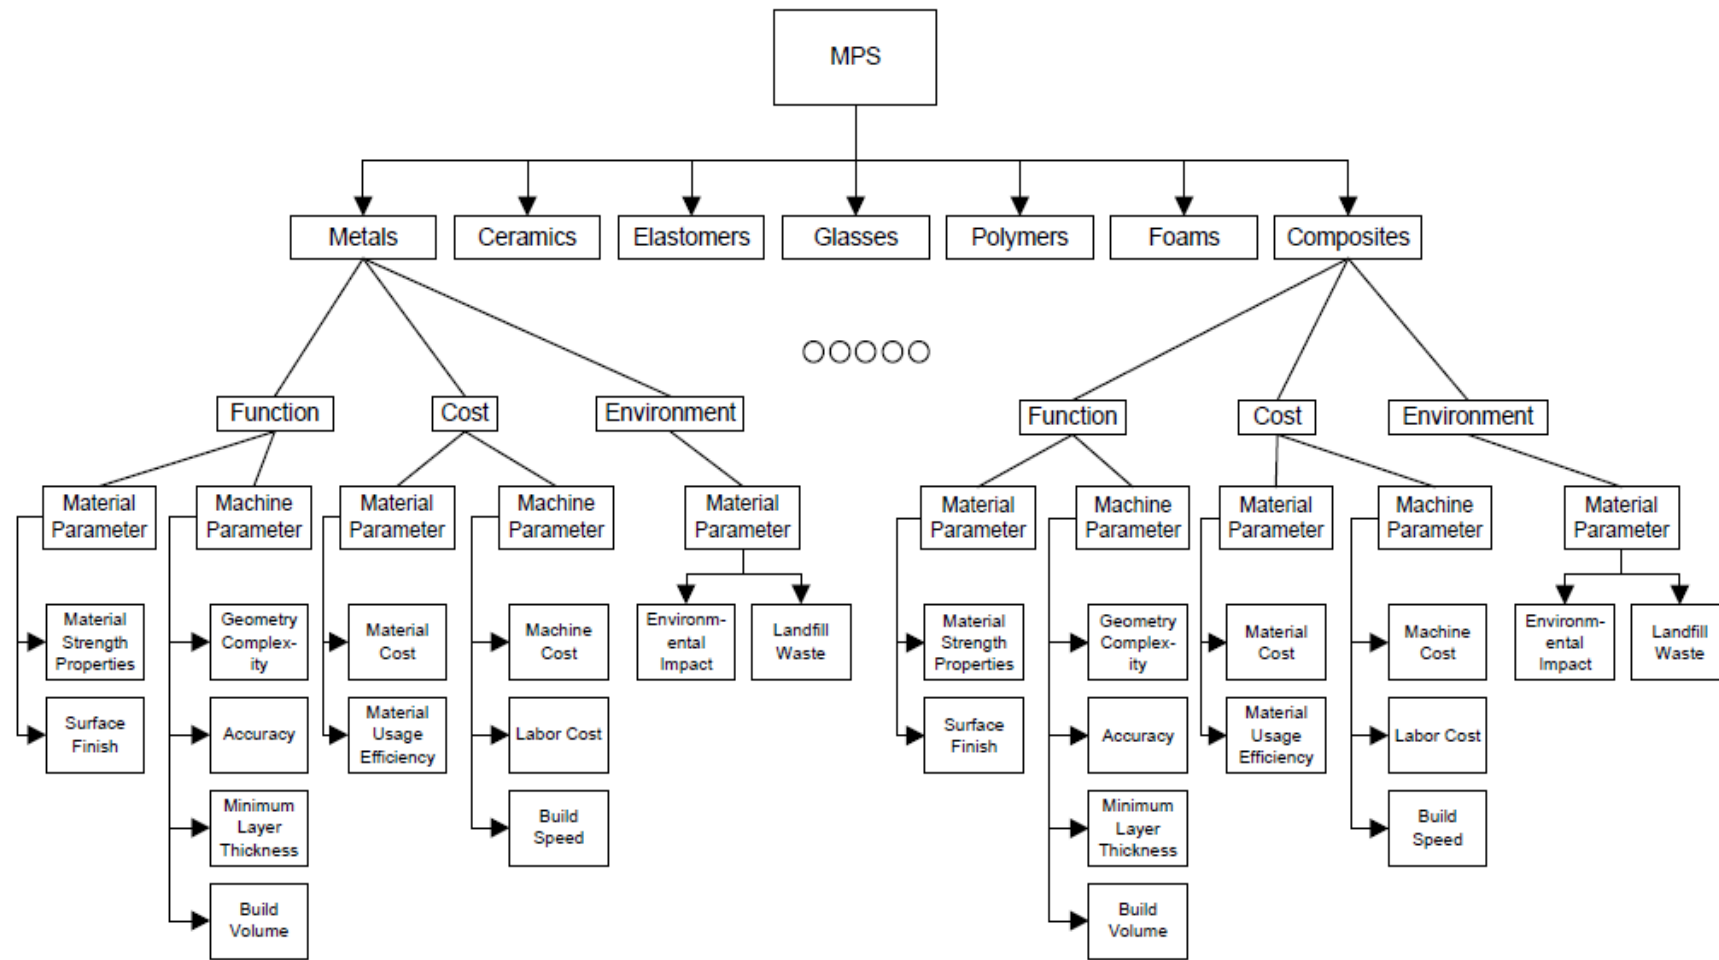 MPS
Metals
Ceramics
Elastomers
Glasses
Polymers
Foams
Composites
Function
Cost
Environment
Function
Cost
Environment
Material
Parameter
Machine
Parameter
Material
Parameter
Machine
Parameter
Material
Parameter
Material
Parameter
Machine
Parameter
Material
Parameter
Machine
Parameter
Material
Parameter
Material
Strength
Properties
Geometry
Complex-
ity
Material
Cost
Machine
Cost
Environm-
ental
Impact
Landfill
Waste
Material
Strength
Properties
Geometry
Complex-
ity
Material
Cost
Machine
Cost
Environm-
ental
Impact
Landfill
Waste
Surface
Finish
Accuracy
Material
Usage
Efficiency
Labor Cost
Surface
Finish
Accuracy
Material
Usage
Efficiency
Labor Cost
Minimum
Layer
Thickness
Build
Speed
Minimum
Layer
Thickness
Build
Speed
Build
Volume
Build
Volume